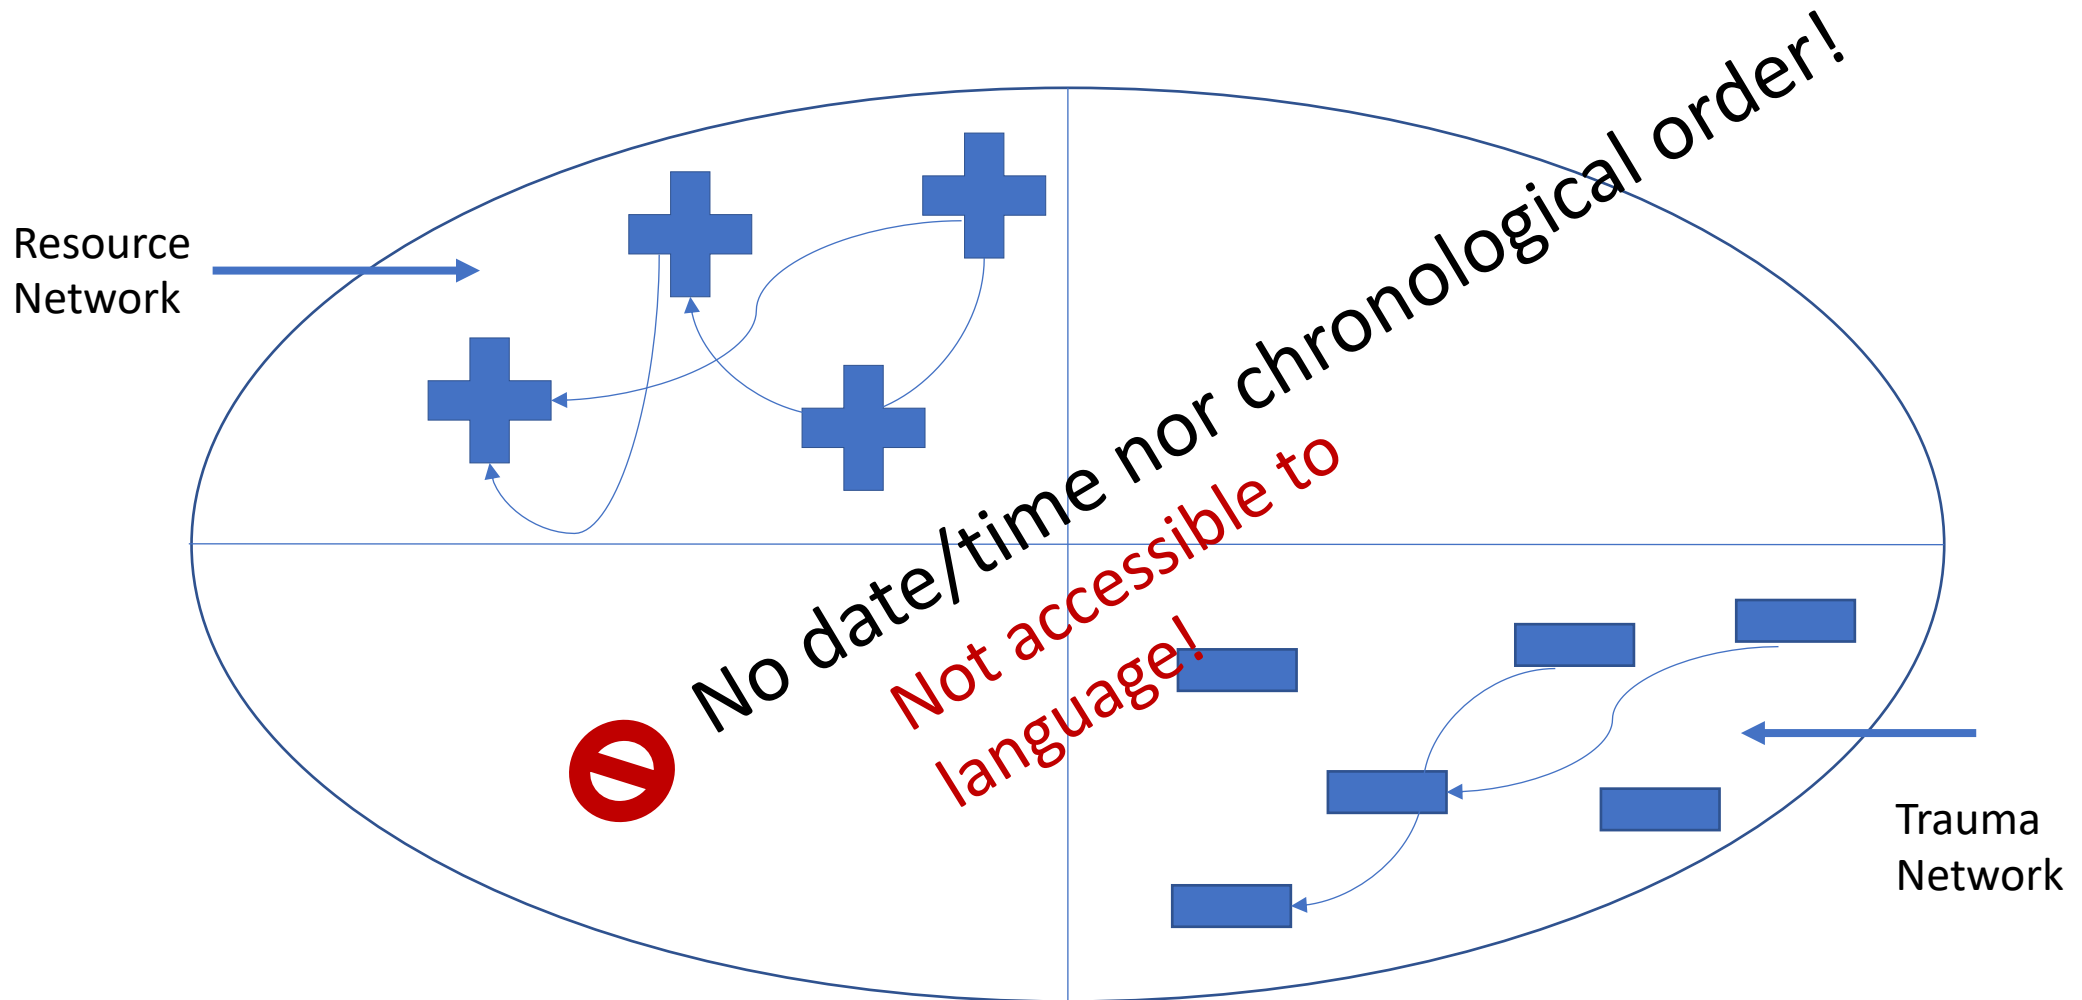 No date/time nor chronological order!
Resource
Network
Not accessible to
language!
Trauma
Network